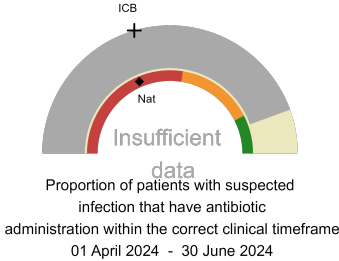 ICB
Nat
Insufficient
data
Proportion of patients with suspected
infection that have antibiotic
administration within the correct clinical timeframe
01 April 2024 - 30 June 2024